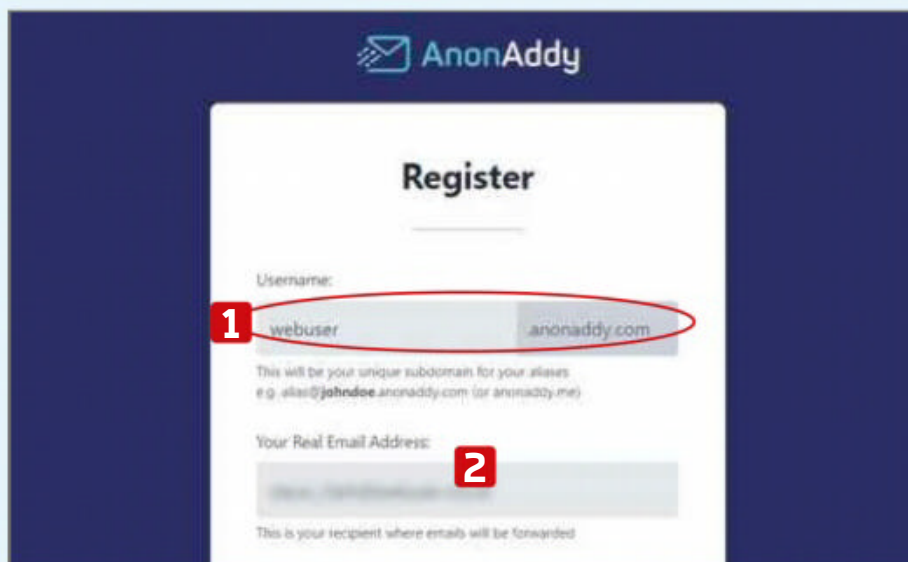 AnonAddy
Register
Username:
1
webuser .anonaddy.com
This will be your unique subdomain for your aliases
e.g. alias@johndoe.anonaddy.com (or anonaddy.me)
Your Real Email Address:
2
This is your recipient where emails will be forwarded